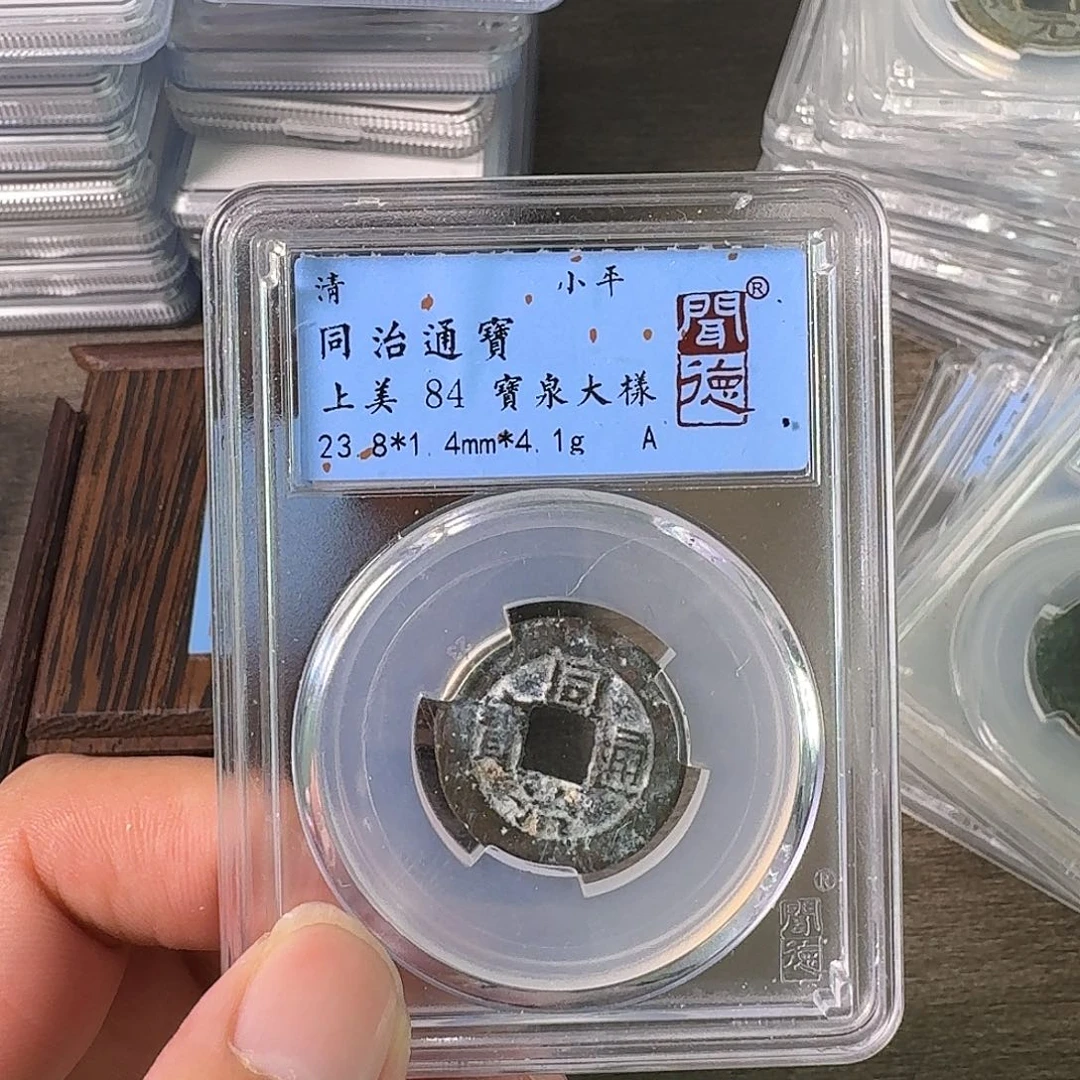 清 小平
同治通寶
上美 84 寶泉大樣
23.8*1.4mm*4.1g A
聞德®
同治通寶
®
聞德